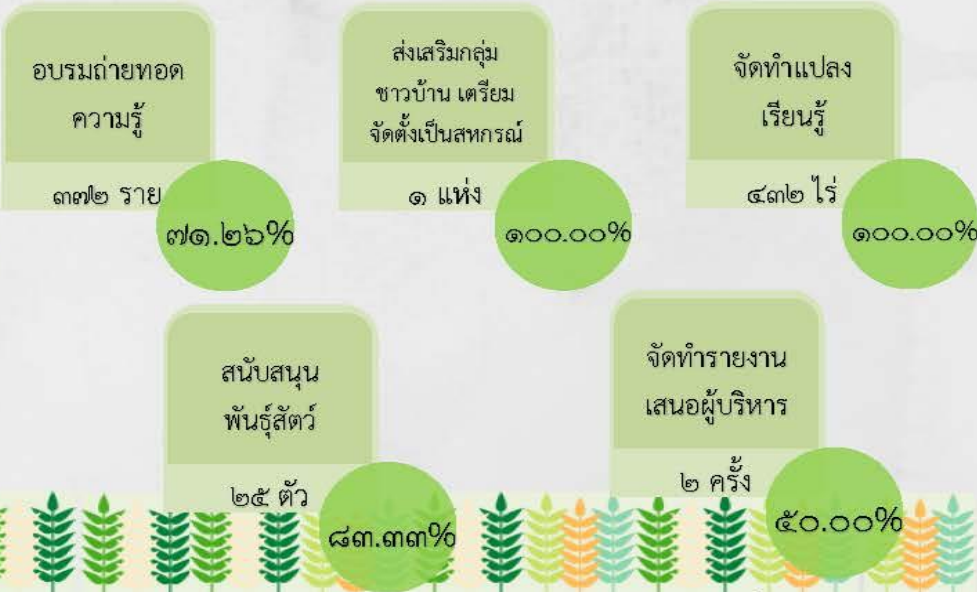 อบรมถ่ายทอด
ความรู้
๓๗๒ ราย
๗๑.๒๖%
ส่งเสริมกลุ่ม
ชาวบ้าน เตรียม
จัดตั้งเป็นสหกรณ์
๑ แห่ง
๑๐๐.๐๐%
จัดทำแปลง
เรียนรู้
๔๓๒ ไร่
๑๐๐.๐๐%
สนับสนุน
พันธุ์สัตว์
๒๕ ตัว
๘๓.๓๓%
จัดทำรายงาน
เสนอผู้บริหาร
๒ ครั้ง
๕๐.๐๐%